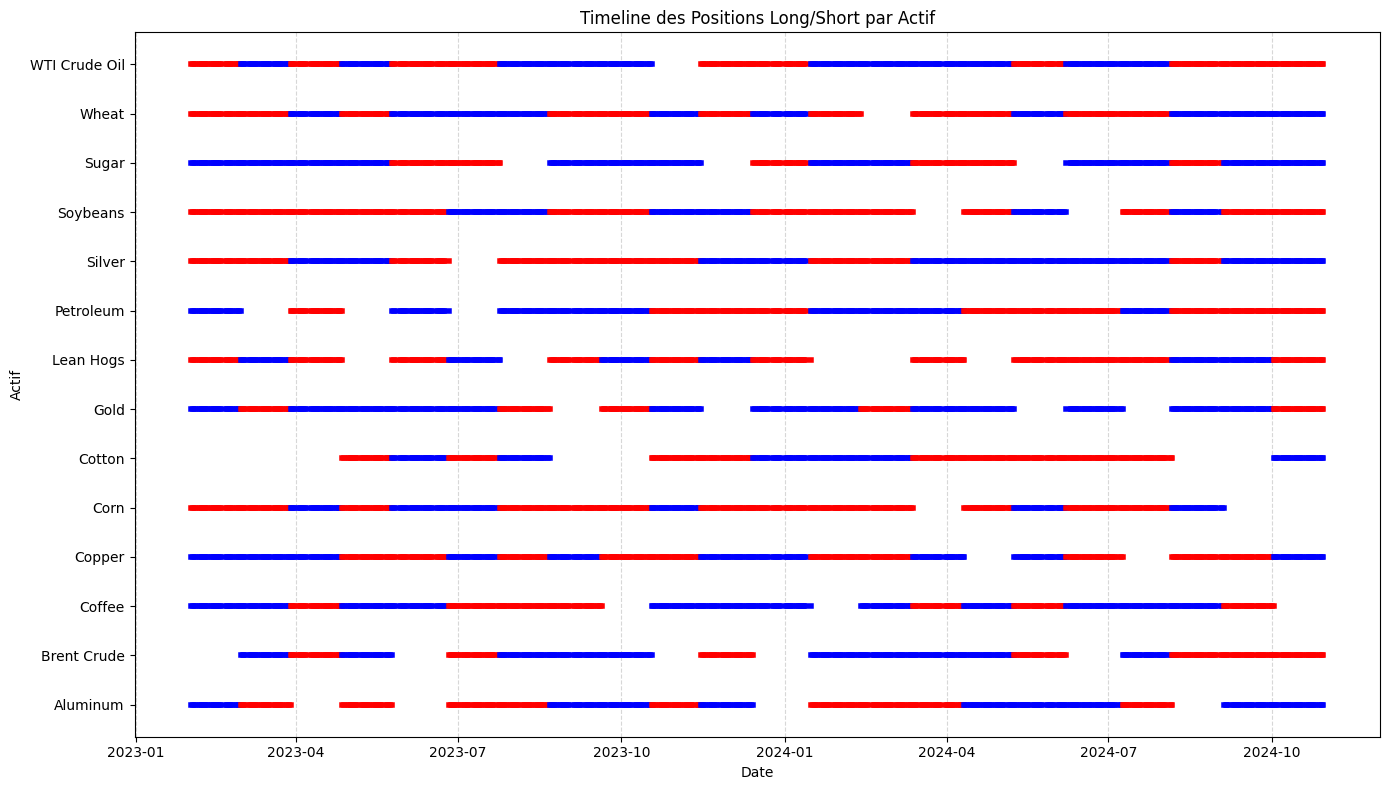 Timeline des Positions Long/Short par Actif
WTI Crude Oil
Wheat
Sugar
Soybeans
Silver
Petroleum
Lean Hogs
Gold
Cotton
Corn
Copper
Coffee
Brent Crude
Aluminum
Actif
2023-01 2023-04 2023-07 2023-10 2024-01 2024-04 2024-07 2024-10
Date